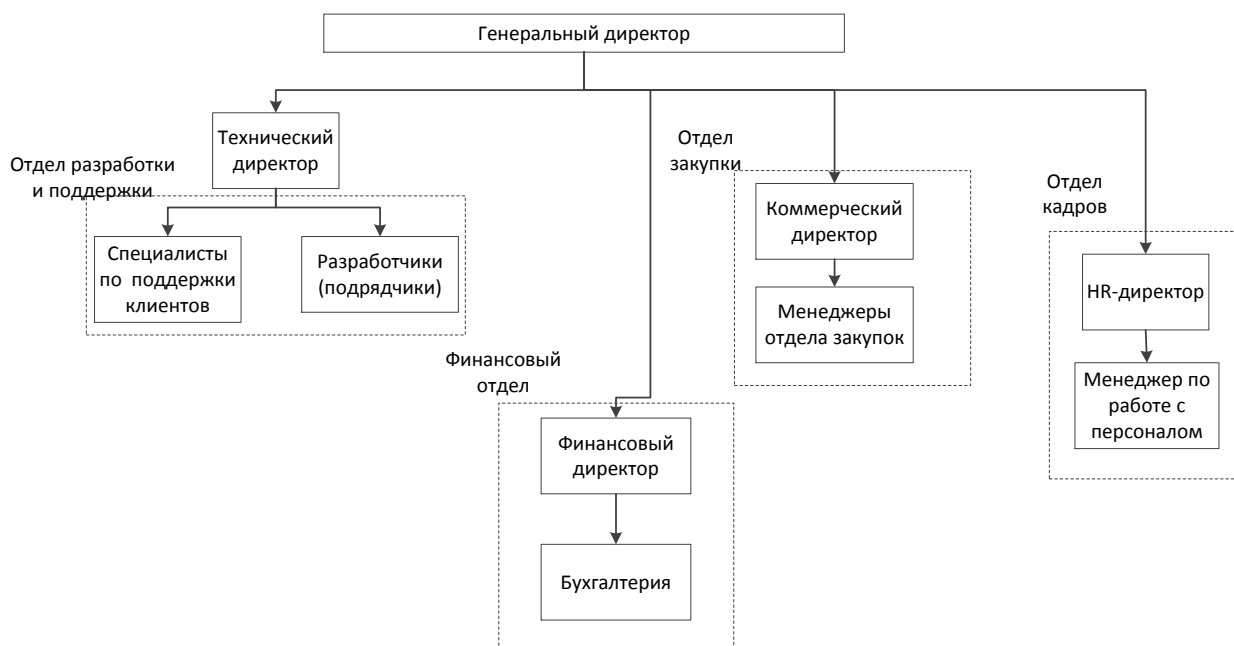 Генеральный директор
Технический
директор
Отдел разработки
и поддержки
Специалисты
по поддержки
клиентов
Разработчики
(подрядчики)
Финансовый
отдел
Финансовый
директор
Бухгалтерия
Отдел
закупки
Коммерческий
директор
Менеджеры
отдела закупок
Отдел
кадров
HR-директор
Менеджер по
работе с
персоналом